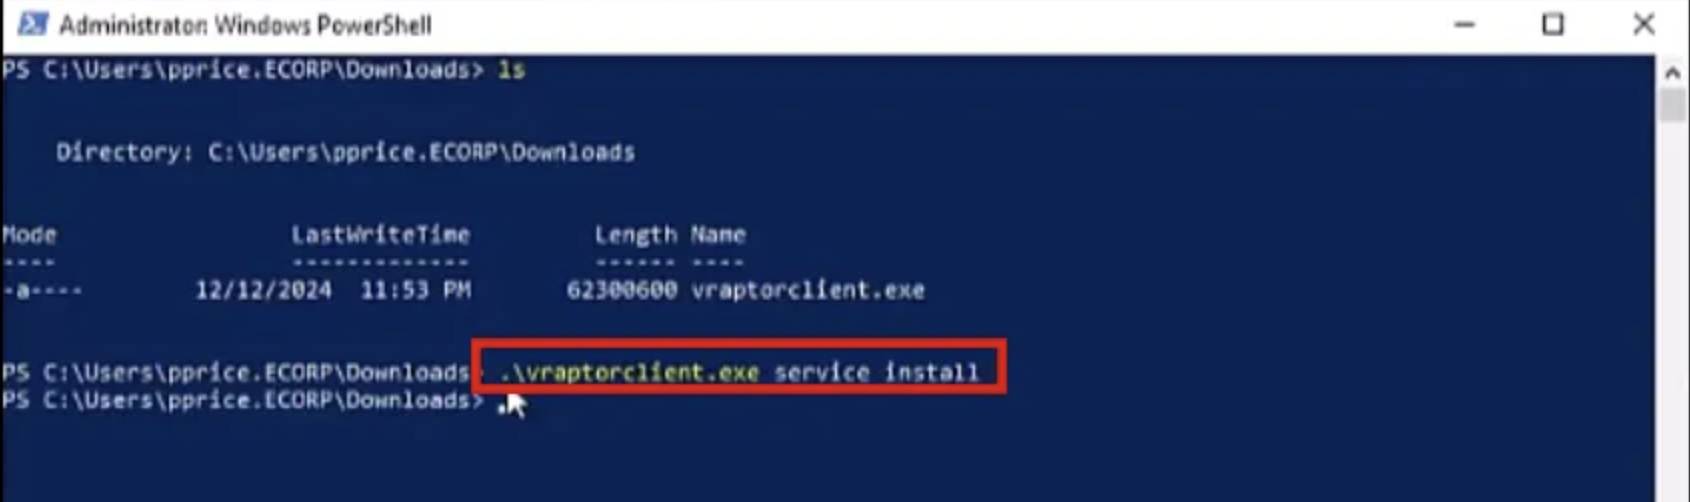 Administrator: Windows PowerShell
PS C:\Users\pprice.ECORP\Downloads> ls
Directory: C:\Users\pprice.ECORP\Downloads
Mode LastWriteTime Length Name
---- ------------- ------ ----
-a---- 12/12/2024 11:53 PM 62300600 vraptorclient.exe
PS C:\Users\pprice.ECORP\Downloads> .\vraptorclient.exe service install
PS C:\Users\pprice.ECORP\Downloads> .